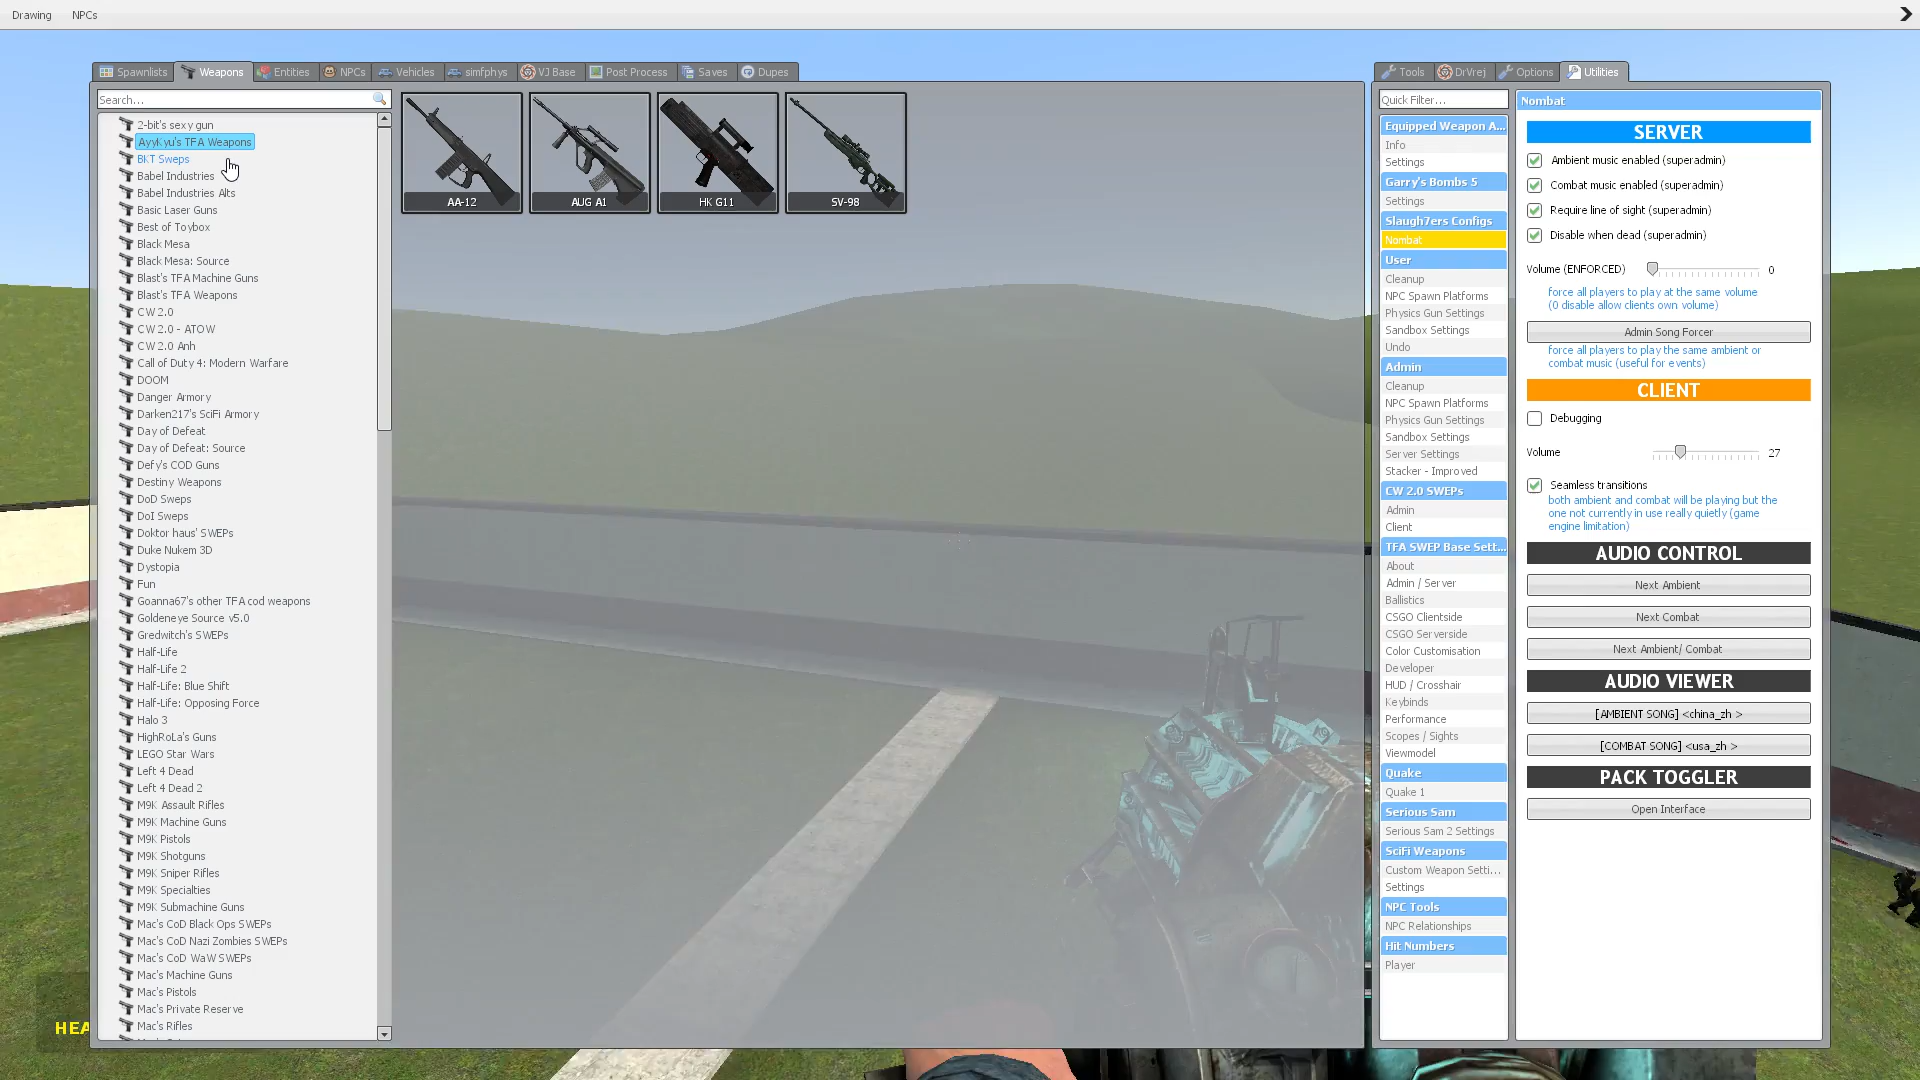 Drawing NPCs
Spawnlists Weapons Entities NPCs Vehicles simfphys VJ Base Post Process Saves Dupes
Tools DrVrej Options Utilities
Search...
2-bit's sexy gun
AyyKyu's TFA Weapons
BKT Sweps
Babel Industries
Babel Industries Alts
Basic Laser Guns
Best of Toybox
Black Mesa
Black Mesa: Source
Blast's TFA Machine Guns
Blast's TFA Weapons
CW 2.0
CW 2.0 - ATOW
CW 2.0 Anh
Call of Duty 4: Modern Warfare
DOOM
Danger Armory
Darken217's SciFi Armory
Day of Defeat
Day of Defeat: Source
Defy's COD Guns
Destiny Weapons
DoD Sweps
DoI Sweps
Doktor haus' SWEPs
Duke Nukem 3D
Dystopia
Fun
Goanna67's other TFA cod weapons
Goldeneye Source v5.0
Gredwitch's SWEPs
Half-Life
Half-Life 2
Half-Life: Blue Shift
Half-Life: Opposing Force
Halo 3
HighRoLa's Guns
LEGO Star Wars
Left 4 Dead
Left 4 Dead 2
M9K Assault Rifles
M9K Machine Guns
M9K Pistols
M9K Shotguns
M9K Sniper Rifles
M9K Specialties
M9K Submachine Guns
Mac's CoD Black Ops SWEPs
Mac's CoD Nazi Zombies SWEPs
Mac's CoD WaW SWEPs
Mac's Machine Guns
Mac's Pistols
Mac's Private Reserve
Mac's Rifles
HEA
AA-12
AUG A1
HK G11
SV-98
Quick Filter...
Equipped Weapon A...
Info
Settings
Garry's Bombs 5
Settings
Slaugh7ers Configs
Nombat
User
Cleanup
NPC Spawn Platforms
Physics Gun Settings
Sandbox Settings
Undo
Admin
Cleanup
NPC Spawn Platforms
Physics Gun Settings
Sandbox Settings
Server Settings
Stacker - Improved
CW 2.0 SWEPs
Admin
Client
TFA SWEP Base Sett...
About
Admin / Server
Ballistics
CSGO Clientside
CSGO Serverside
Color Customisation
Developer
HUD / Crosshair
Keybinds
Performance
Scopes / Sights
Viewmodel
Quake
Quake 1
Serious Sam
Serious Sam 2 Settings
SciFi Weapons
Custom Weapon Setti...
Settings
NPC Tools
NPC Relationships
Hit Numbers
Player
Nombat
SERVER
Ambient music enabled (superadmin)
Combat music enabled (superadmin)
Require line of sight (superadmin)
Disable when dead (superadmin)
Volume (ENFORCED) 0
force all players to play at the same volume
(0 disable allow clients own volume)
Admin Song Forcer
force all players to play the same ambient or
combat music (useful for events)
CLIENT
Debugging
Volume 27
Seamless transitions
both ambient and combat will be playing but the
one not currently in use really quietly (game
engine limitation)
AUDIO CONTROL
Next Ambient
Next Combat
Next Ambient/ Combat
AUDIO VIEWER
[AMBIENT SONG] <china_zh >
[COMBAT SONG] <usa_zh >
PACK TOGGLER
Open Interface